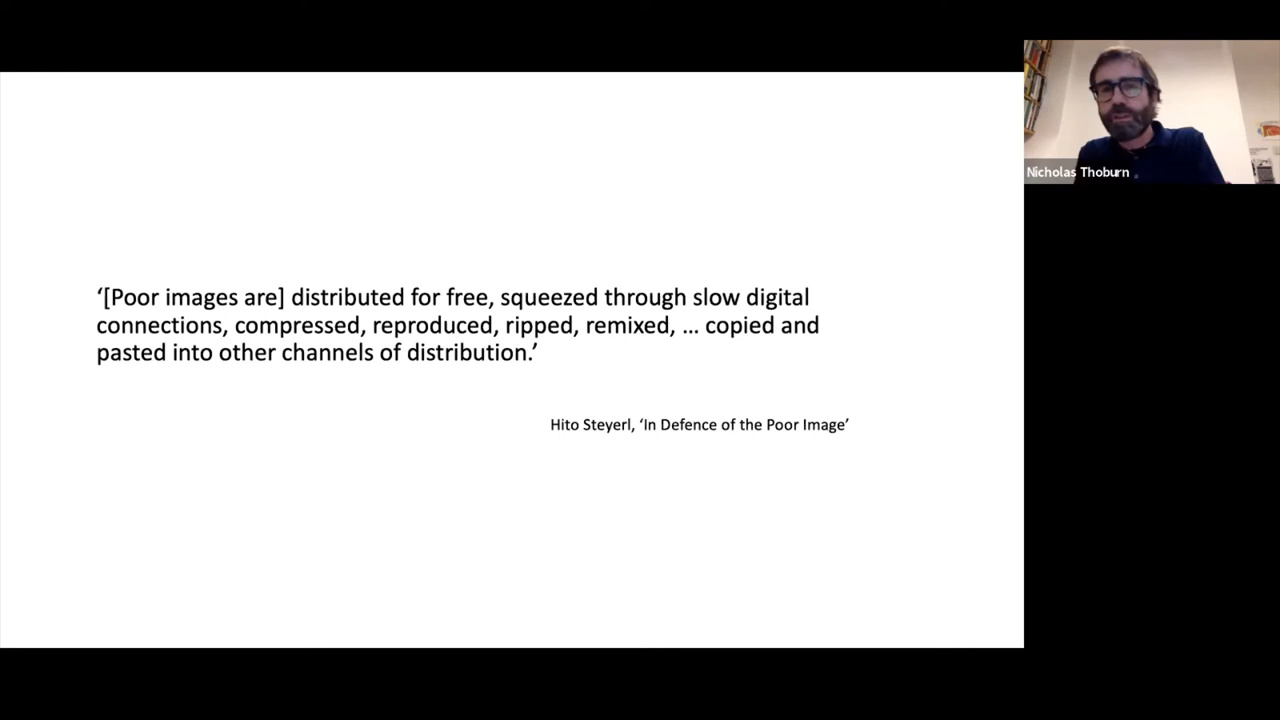 ‘[Poor images are] distributed for free, squeezed through slow digital
connections, compressed, reproduced, ripped, remixed, … copied and
pasted into other channels of distribution.’
Hito Steyerl, ‘In Defence of the Poor Image’
Nicholas Thoburn